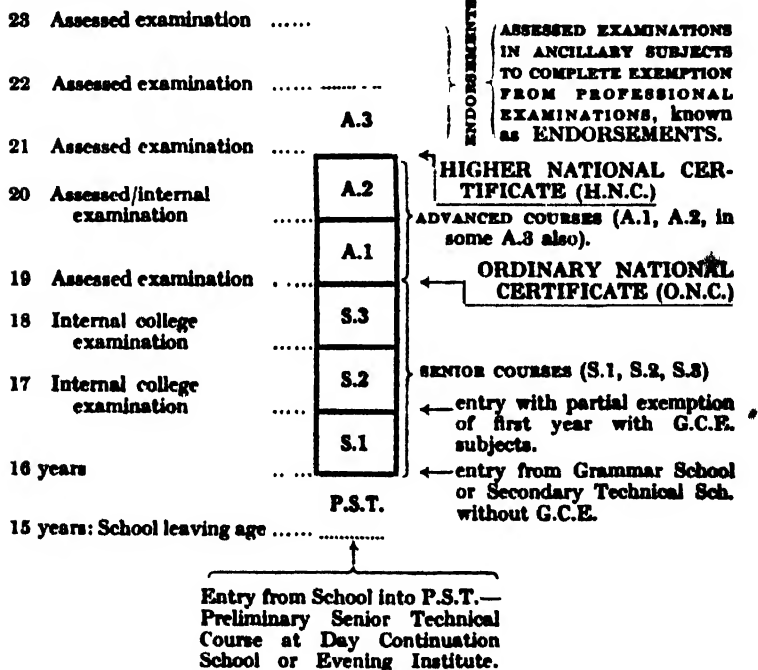 23 Assessed examination ......
ENDORSEMENTS
ASSESSED EXAMINATIONS
IN ANCILLARY SUBJECTS
TO COMPLETE EXEMPTION
FROM PROFESSIONAL
EXAMINATIONS, known
as ENDORSEMENTS.
22 Assessed examination ...... ...........
A.3
21 Assessed examination .....
HIGHER NATIONAL CER-
TIFICATE (H.N.C.)
20 Assessed/internal
examination ......
A.2
ADVANCED COURSES (A.1, A.2, in
some A.3 also).
A.1
19 Assessed examination ......
ORDINARY NATIONAL
CERTIFICATE (O.N.C.)
18 Internal college
examination ......
S.3
17 Internal college
examination ......
S.2
SENIOR COURSES (S.1, S.2, S.3)
entry with partial exemption
of first year with G.C.E.
subjects.
S.1
16 years .. ..
entry from Grammar School
or Secondary Technical Sch.
without G.C.E.
P.S.T.
15 years: School leaving age ...... ............
Entry from School into P.S.T.—
Preliminary Senior Technical
Course at Day Continuation
School or Evening Institute.